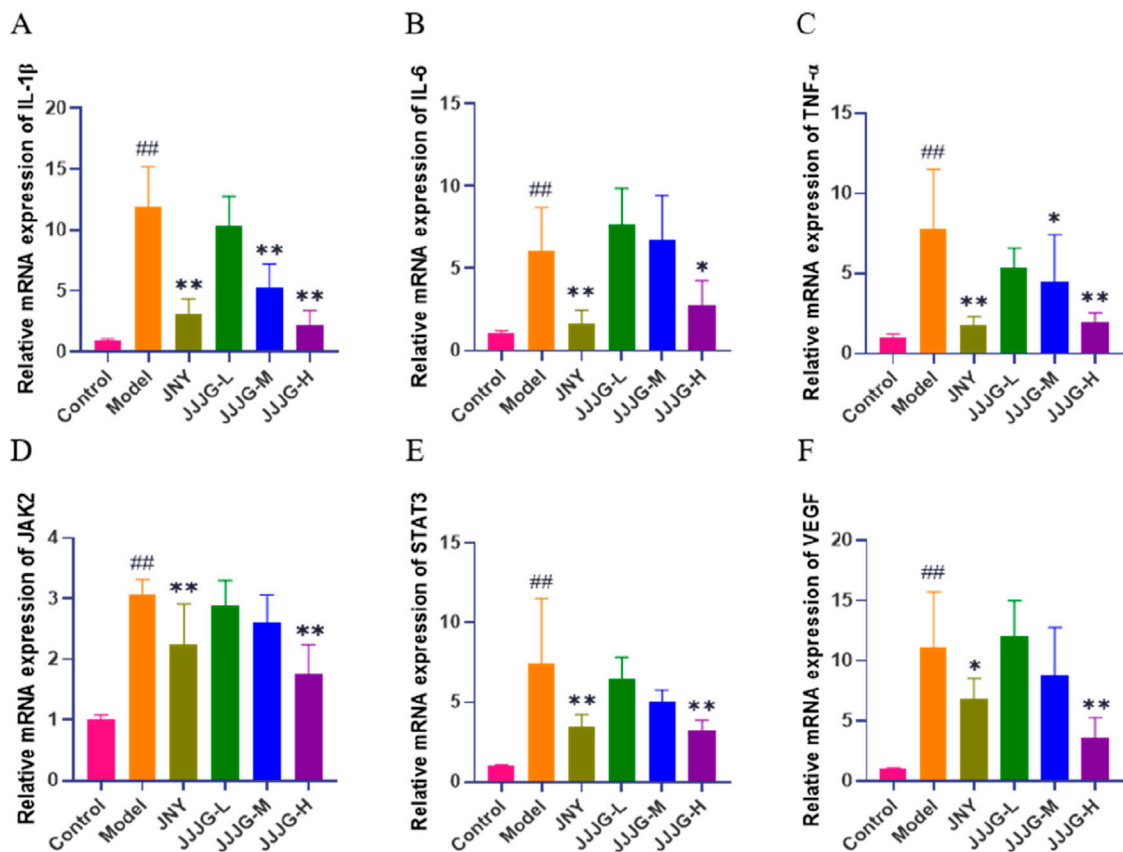 A
Relative mRNA expression of IL-1β
20
15
10
5
0
##
**
**
**
Control
Model
JNY
JJJG-L
JJJG-M
JJJG-H
B
Relative mRNA expression of IL-6
15
10
5
0
##
**
*
Control
Model
JNY
JJJG-L
JJJG-M
JJJG-H
C
Relative mRNA expression of TNF-α
15
10
5
0
##
**
*
**
Control
Model
JNY
JJJG-L
JJJG-M
JJJG-H
D
Relative mRNA expression of JAK2
4
3
2
1
0
##
**
**
Control
Model
JNY
JJJG-L
JJJG-M
JJJG-H
E
Relative mRNA expression of STAT3
15
10
5
0
##
**
**
Control
Model
JNY
JJJG-L
JJJG-M
JJJG-H
F
Relative mRNA expression of VEGF
20
15
10
5
0
##
*
**
Control
Model
JNY
JJJG-L
JJJG-M
JJJG-H